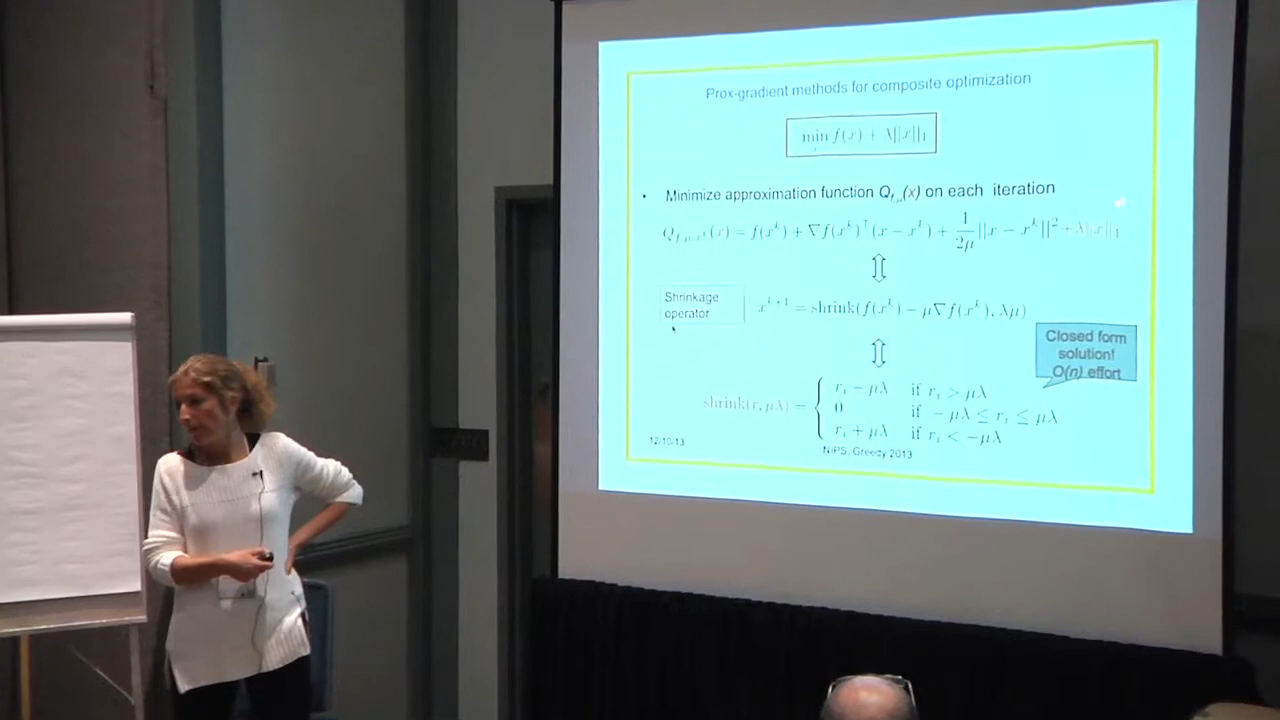 Prox-gradient methods for composite optimization
min f(x) + λ||x||₁
• Minimize approximation function Q_{f,μ}(x) on each iteration
Q_{f,μ,x^k}(x) = f(x^k) + ∇f(x^k)^⊤(x − x^k) + \frac{1}{2μ}||x − x^k||² + λ||x||₁
⇕
Shrinkage
operator
x^{k+1} = shrink(f(x^k) − μ∇f(x^k), λμ)
⇕
Closed form
solution!
O(n) effort
shrink(r, μλ) = {
r_i − μλ if r_i > μλ
0 if −μλ ≤ r_i ≤ μλ
r_i + μλ if r_i < −μλ
12/10/13
NIPS, Greedy 2013